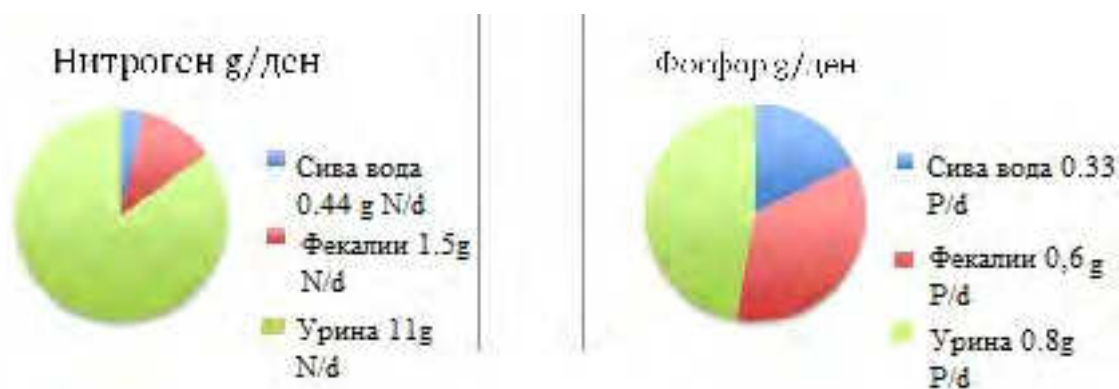 Нитроген g/ден
Сива вода
0.44 g N/d
Фекалии 1.5g
N/d
Урина 11g
N/d
Фосфор g/ден
Сива вода 0.33
P/d
Фекалии 0,6 g
P/d
Урина 0.8g
P/d